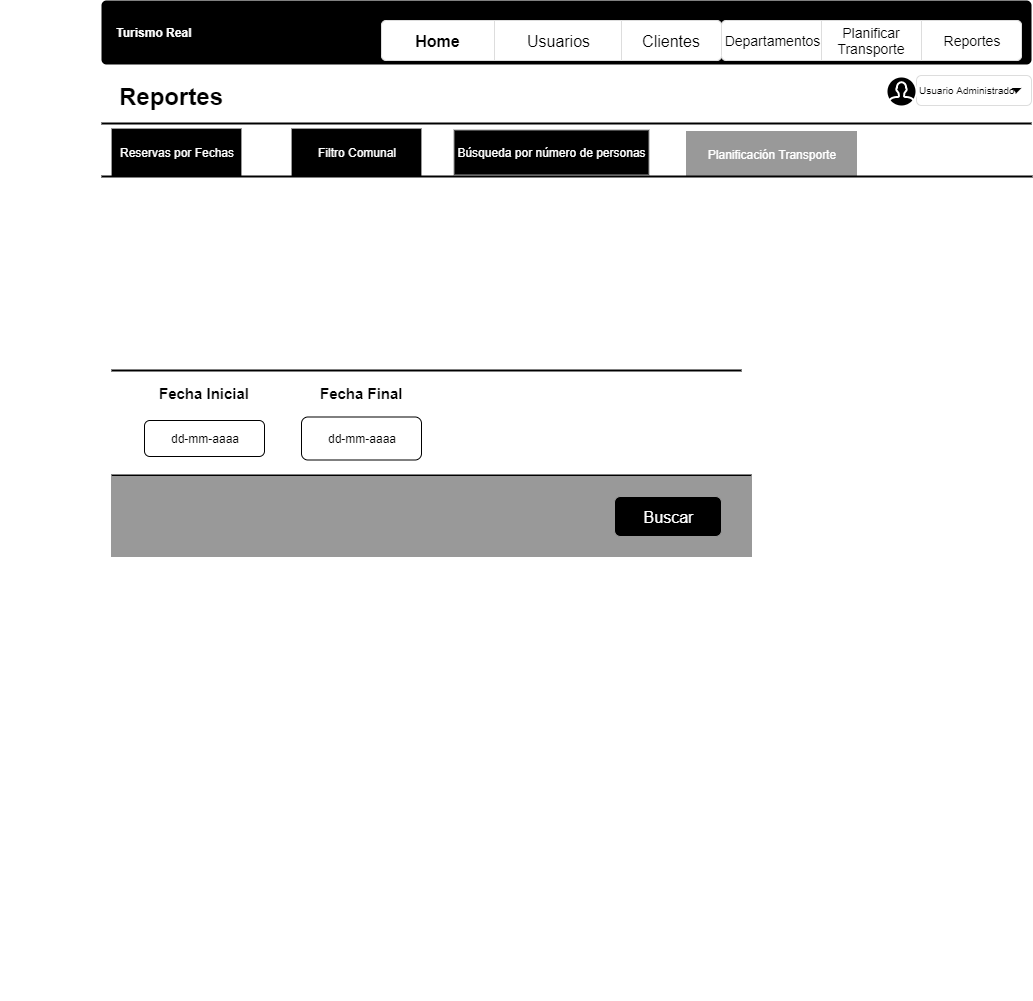 Turismo Real
Home
Usuarios
Clientes
Departamentos
Planificar
Transporte
Reportes
Reportes
Usuario Administrador
Reservas por Fechas
Filtro Comunal
Búsqueda por número de personas
Planificación Transporte
Fecha Inicial
Fecha Final
dd-mm-aaaa
dd-mm-aaaa
Buscar